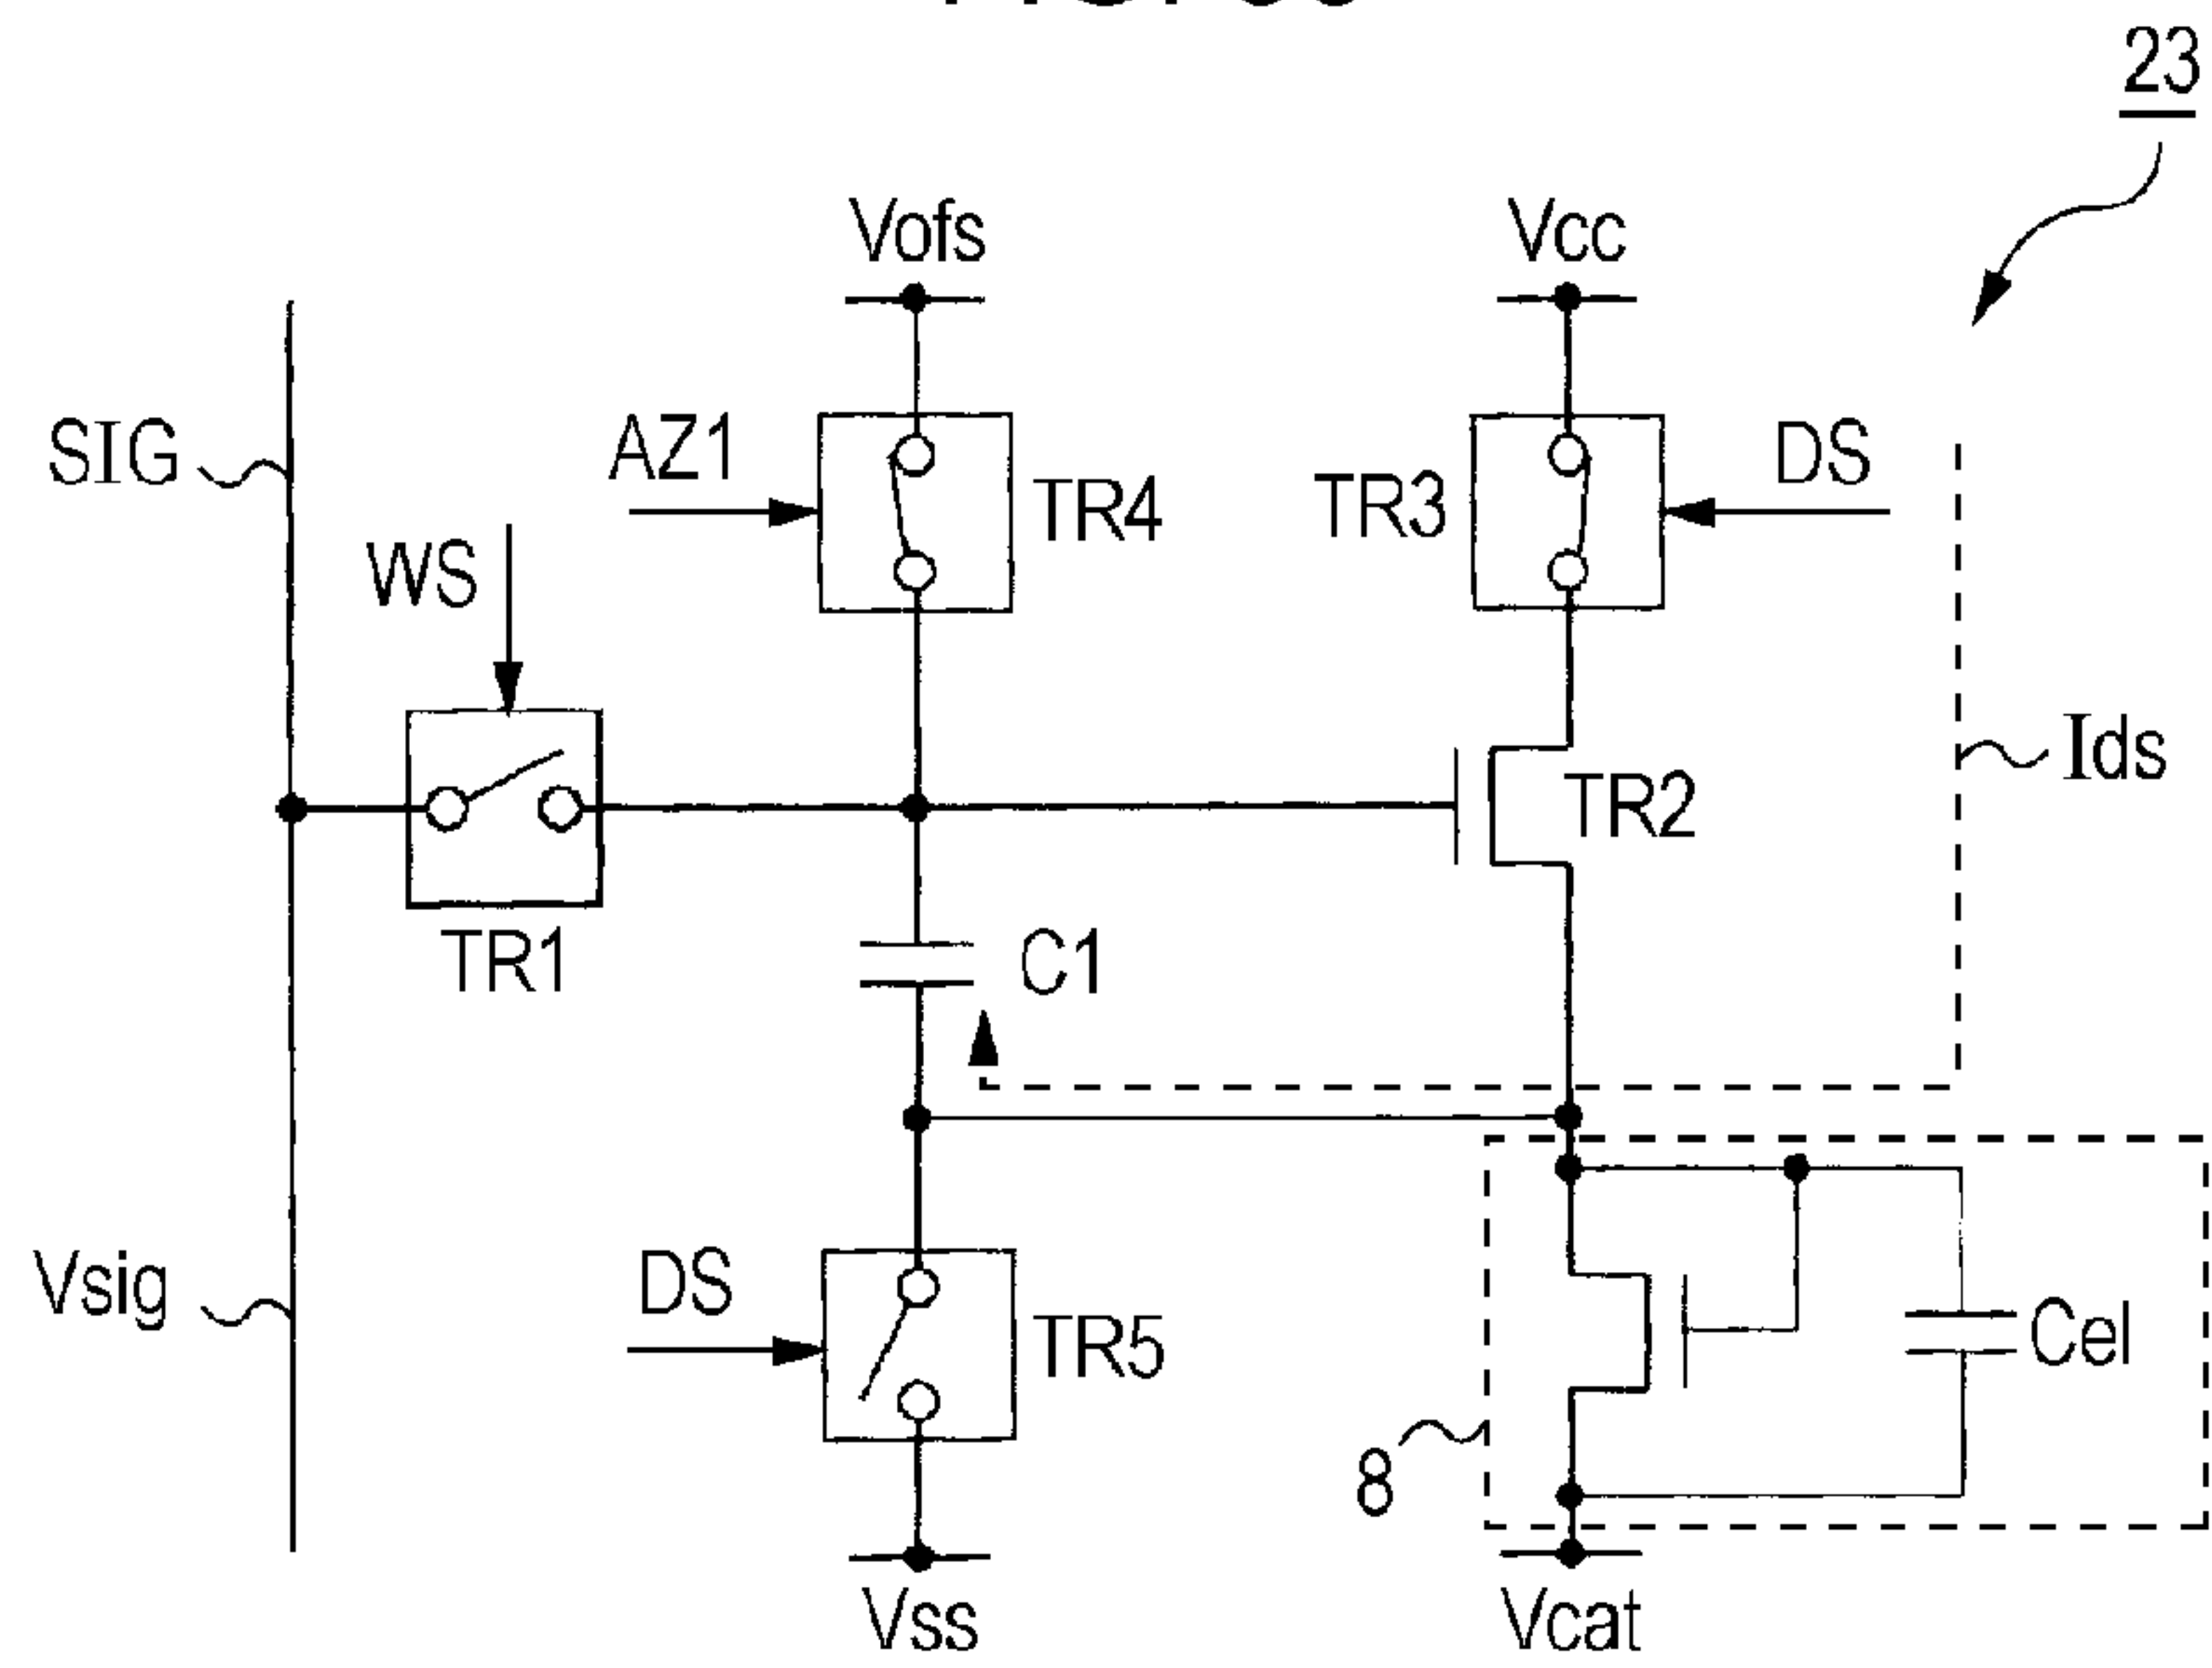 23
Vofs
Vcc
SIG
AZ1
TR4
TR3
DS
WS
Ids
TR2
TR1
C1
Vsig
DS
TR5
Cel
8
Vss
Vcat